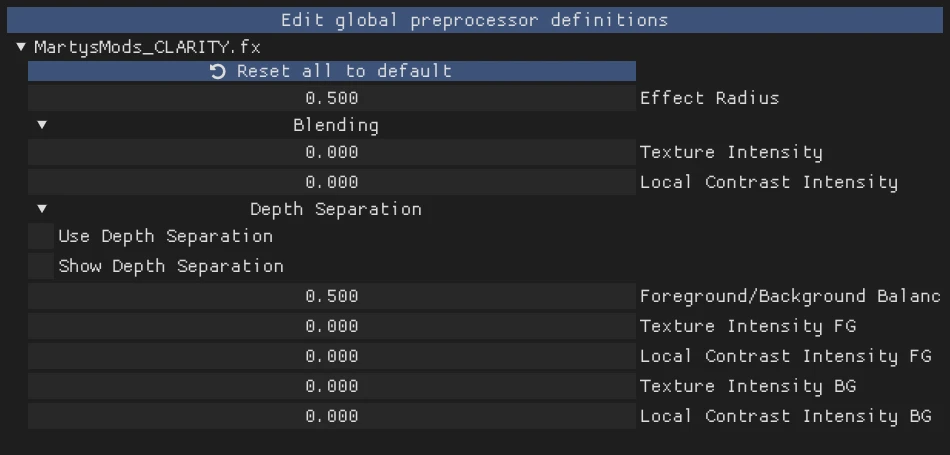 Edit global preprocessor definitions
MartysMods_CLARITY.fx
Reset all to default
0.500 Effect Radius
Blending
0.000 Texture Intensity
0.000 Local Contrast Intensity
Depth Separation
Use Depth Separation
Show Depth Separation
0.500 Foreground/Background Balanc
0.000 Texture Intensity FG
0.000 Local Contrast Intensity FG
0.000 Texture Intensity BG
0.000 Local Contrast Intensity BG